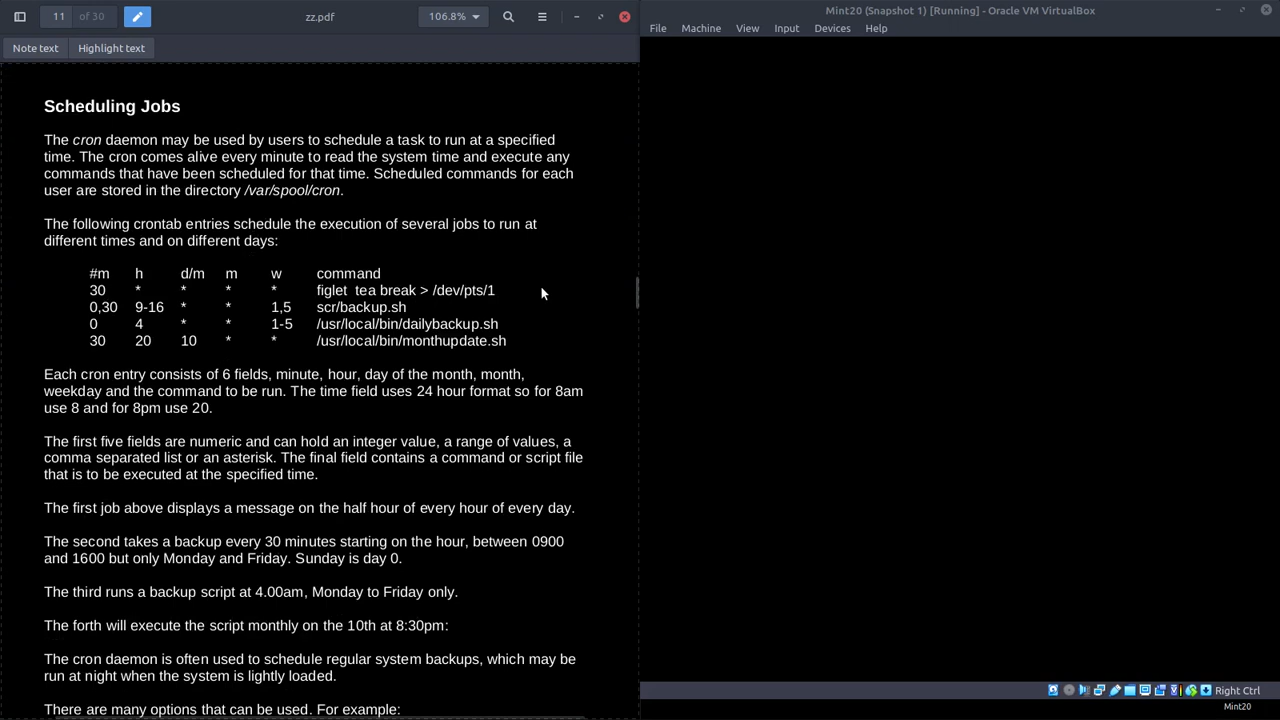 11 of 30
zz.pdf
106.8%
Note text
Highlight text
Scheduling Jobs
The cron daemon may be used by users to schedule a task to run at a specified
time. The cron comes alive every minute to read the system time and execute any
commands that have been scheduled for that time. Scheduled commands for each
user are stored in the directory /var/spool/cron.
The following crontab entries schedule the execution of several jobs to run at
different times and on different days:
#m h d/m m w command
30 * * * * figlet tea break > /dev/pts/1
0,30 9-16 * * 1,5 scr/backup.sh
0 4 * * 1-5 /usr/local/bin/dailybackup.sh
30 20 10 * * /usr/local/bin/monthupdate.sh
Each cron entry consists of 6 fields, minute, hour, day of the month, month,
weekday and the command to be run. The time field uses 24 hour format so for 8am
use 8 and for 8pm use 20.
The first five fields are numeric and can hold an integer value, a range of values, a
comma separated list or an asterisk. The final field contains a command or script file
that is to be executed at the specified time.
The first job above displays a message on the half hour of every hour of every day.
The second takes a backup every 30 minutes starting on the hour, between 0900
and 1600 but only Monday and Friday. Sunday is day 0.
The third runs a backup script at 4.00am, Monday to Friday only.
The forth will execute the script monthly on the 10th at 8:30pm:
The cron daemon is often used to schedule regular system backups, which may be
run at night when the system is lightly loaded.
There are many options that can be used. For example:
Mint20 (Snapshot 1) [Running] - Oracle VM VirtualBox
File Machine View Input Devices Help
Right Ctrl
Mint20